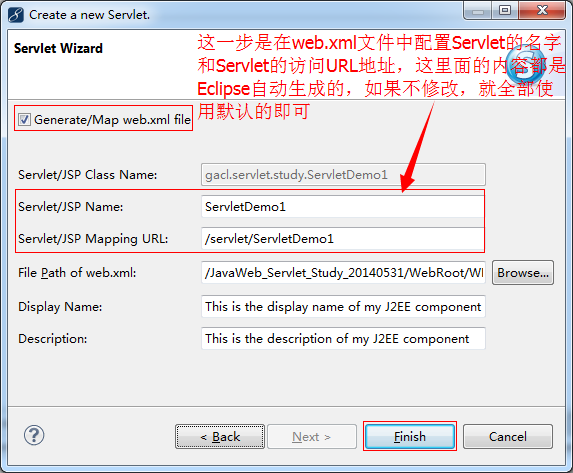 Create a new Servlet.
Servlet Wizard
这一步是在web.xml文件中配置Servlet的名字
和Servlet的访问URL地址，这里面的内容都是
Eclipse自动生成的，如果不修改，就全部使
用默认的即可
Generate/Map web.xml file
Servlet/JSP Class Name: gacl.servlet.study.ServletDemo1
Servlet/JSP Name: ServletDemo1
Servlet/JSP Mapping URL: /servlet/ServletDemo1
File Path of web.xml: /JavaWeb_Servlet_Study_20140531/WebRoot/WI Browse...
Display Name: This is the display name of my J2EE component
Description: This is the description of my J2EE component
? < Back Next > Finish Cancel